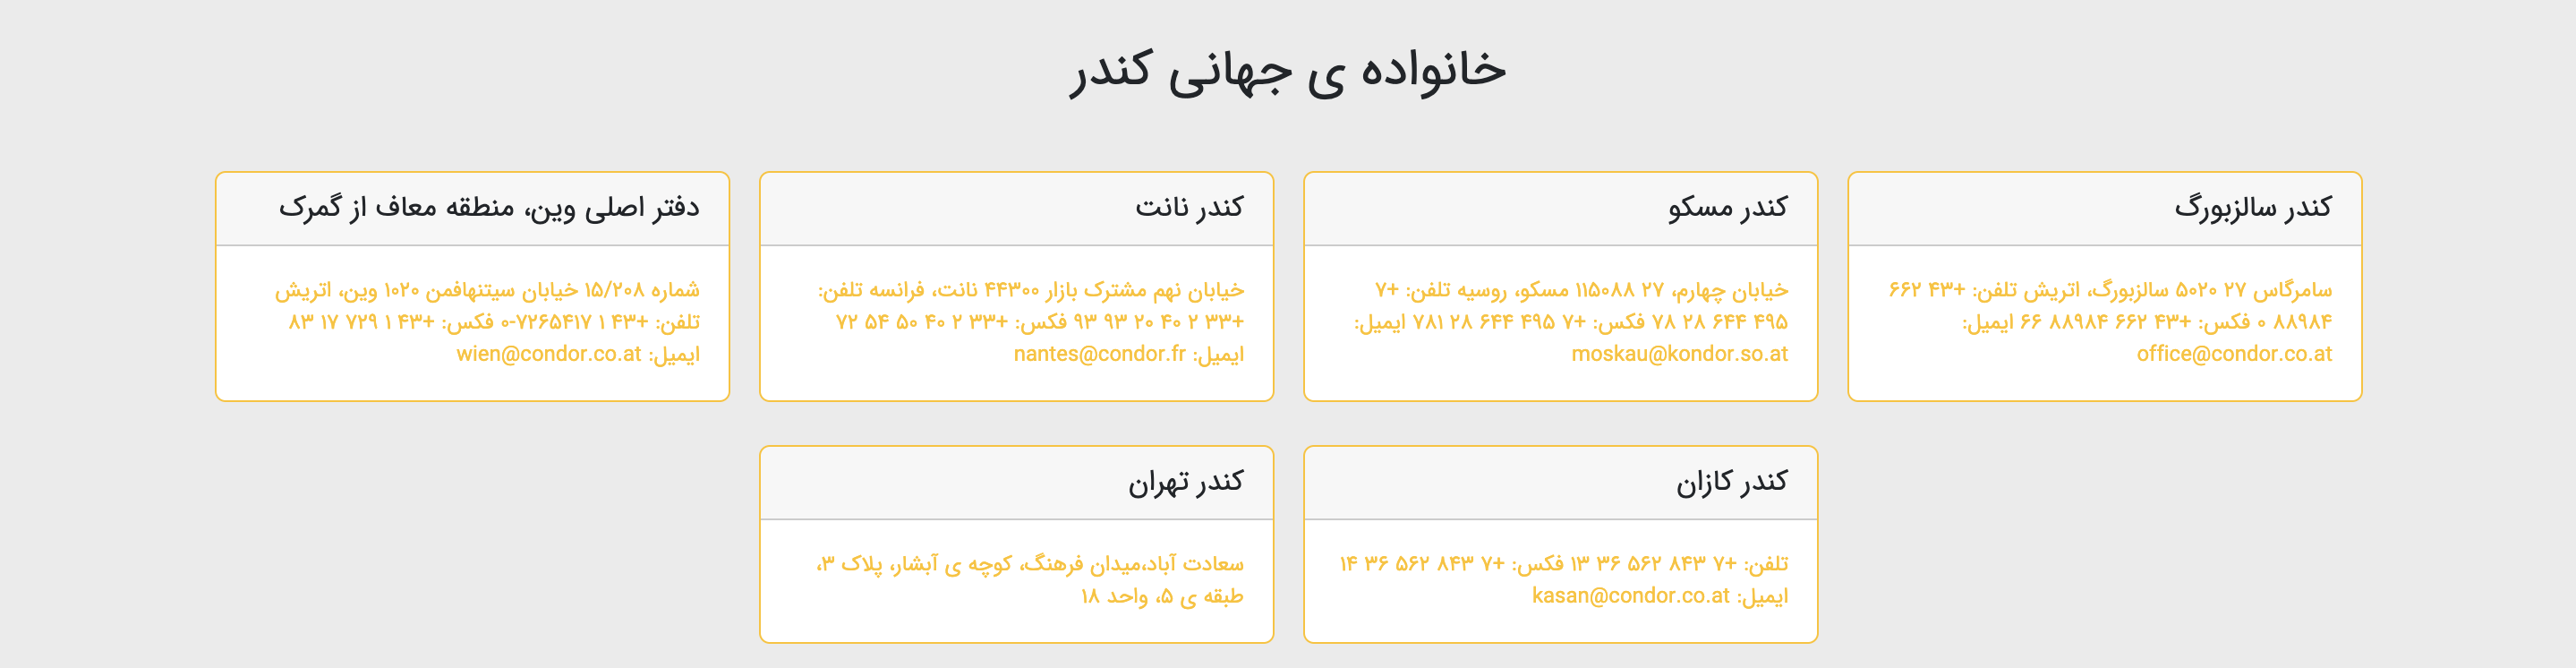 خانواده ی جهانی کندر
کندر سالزبورگ
سامرگاس ۲۷ ۵۰۲۰ سالزبورگ، اتریش تلفن: +۴۳ ۶۶۲
۸۸۹۸۴ ۰ فکس: +۴۳ ۶۶۲ ۸۸۹۸۴ ۶۶ ایمیل:
office@condor.co.at
کندر مسکو
خیابان چهارم، ۲۷ ۱۱۵۰۸۸ مسکو، روسیه تلفن: +۷
۴۹۵ ۶۴۴ ۲۸ ۷۸ فکس: +۷ ۴۹۵ ۶۴۴ ۲۸ ۷۸۱ ایمیل:
moskau@kondor.so.at
کندر نانت
خیابان نهم مشترک بازار ۴۴۳۰۰ نانت، فرانسه تلفن:
+۳۳ ۲ ۴۰ ۲۰ ۹۳ ۹۳ فکس: +۳۳ ۲ ۴۰ ۵۰ ۵۴ ۷۲
ایمیل: nantes@condor.fr
دفتر اصلی وین، منطقه معاف از گمرک
شماره ۱۵/۲۰۸ خیابان سیتنهافمن ۱۰۲۰ وین، اتریش
تلفن: +۴۳ ۱ ۷۲۶۵۴۱۷-۰ فکس: +۴۳ ۱ ۷۲۹ ۱۷ ۸۳
ایمیل: wien@condor.co.at
کندر کازان
تلفن: +۷ ۸۴۳ ۵۶۲ ۳۶ ۱۳ فکس: +۷ ۸۴۳ ۵۶۲ ۳۶ ۱۴
ایمیل: kasan@condor.co.at
کندر تهران
سعادت آباد،میدان فرهنگ، کوچه ی آبشار، پلاک ۳،
طبقه ی ۵، واحد ۱۸